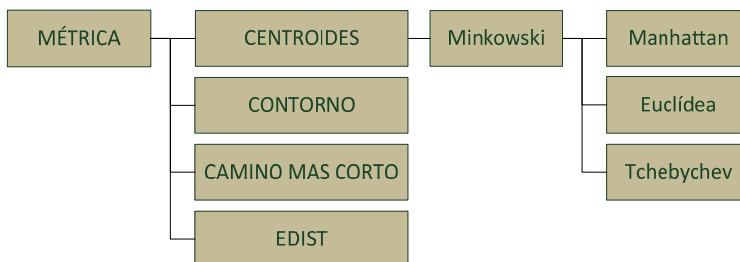 MÉTRICA
CENTROIDES
Minkowski
Manhattan
CONTORNO
Euclídea
CAMINO MAS CORTO
Tchebychev
EDIST